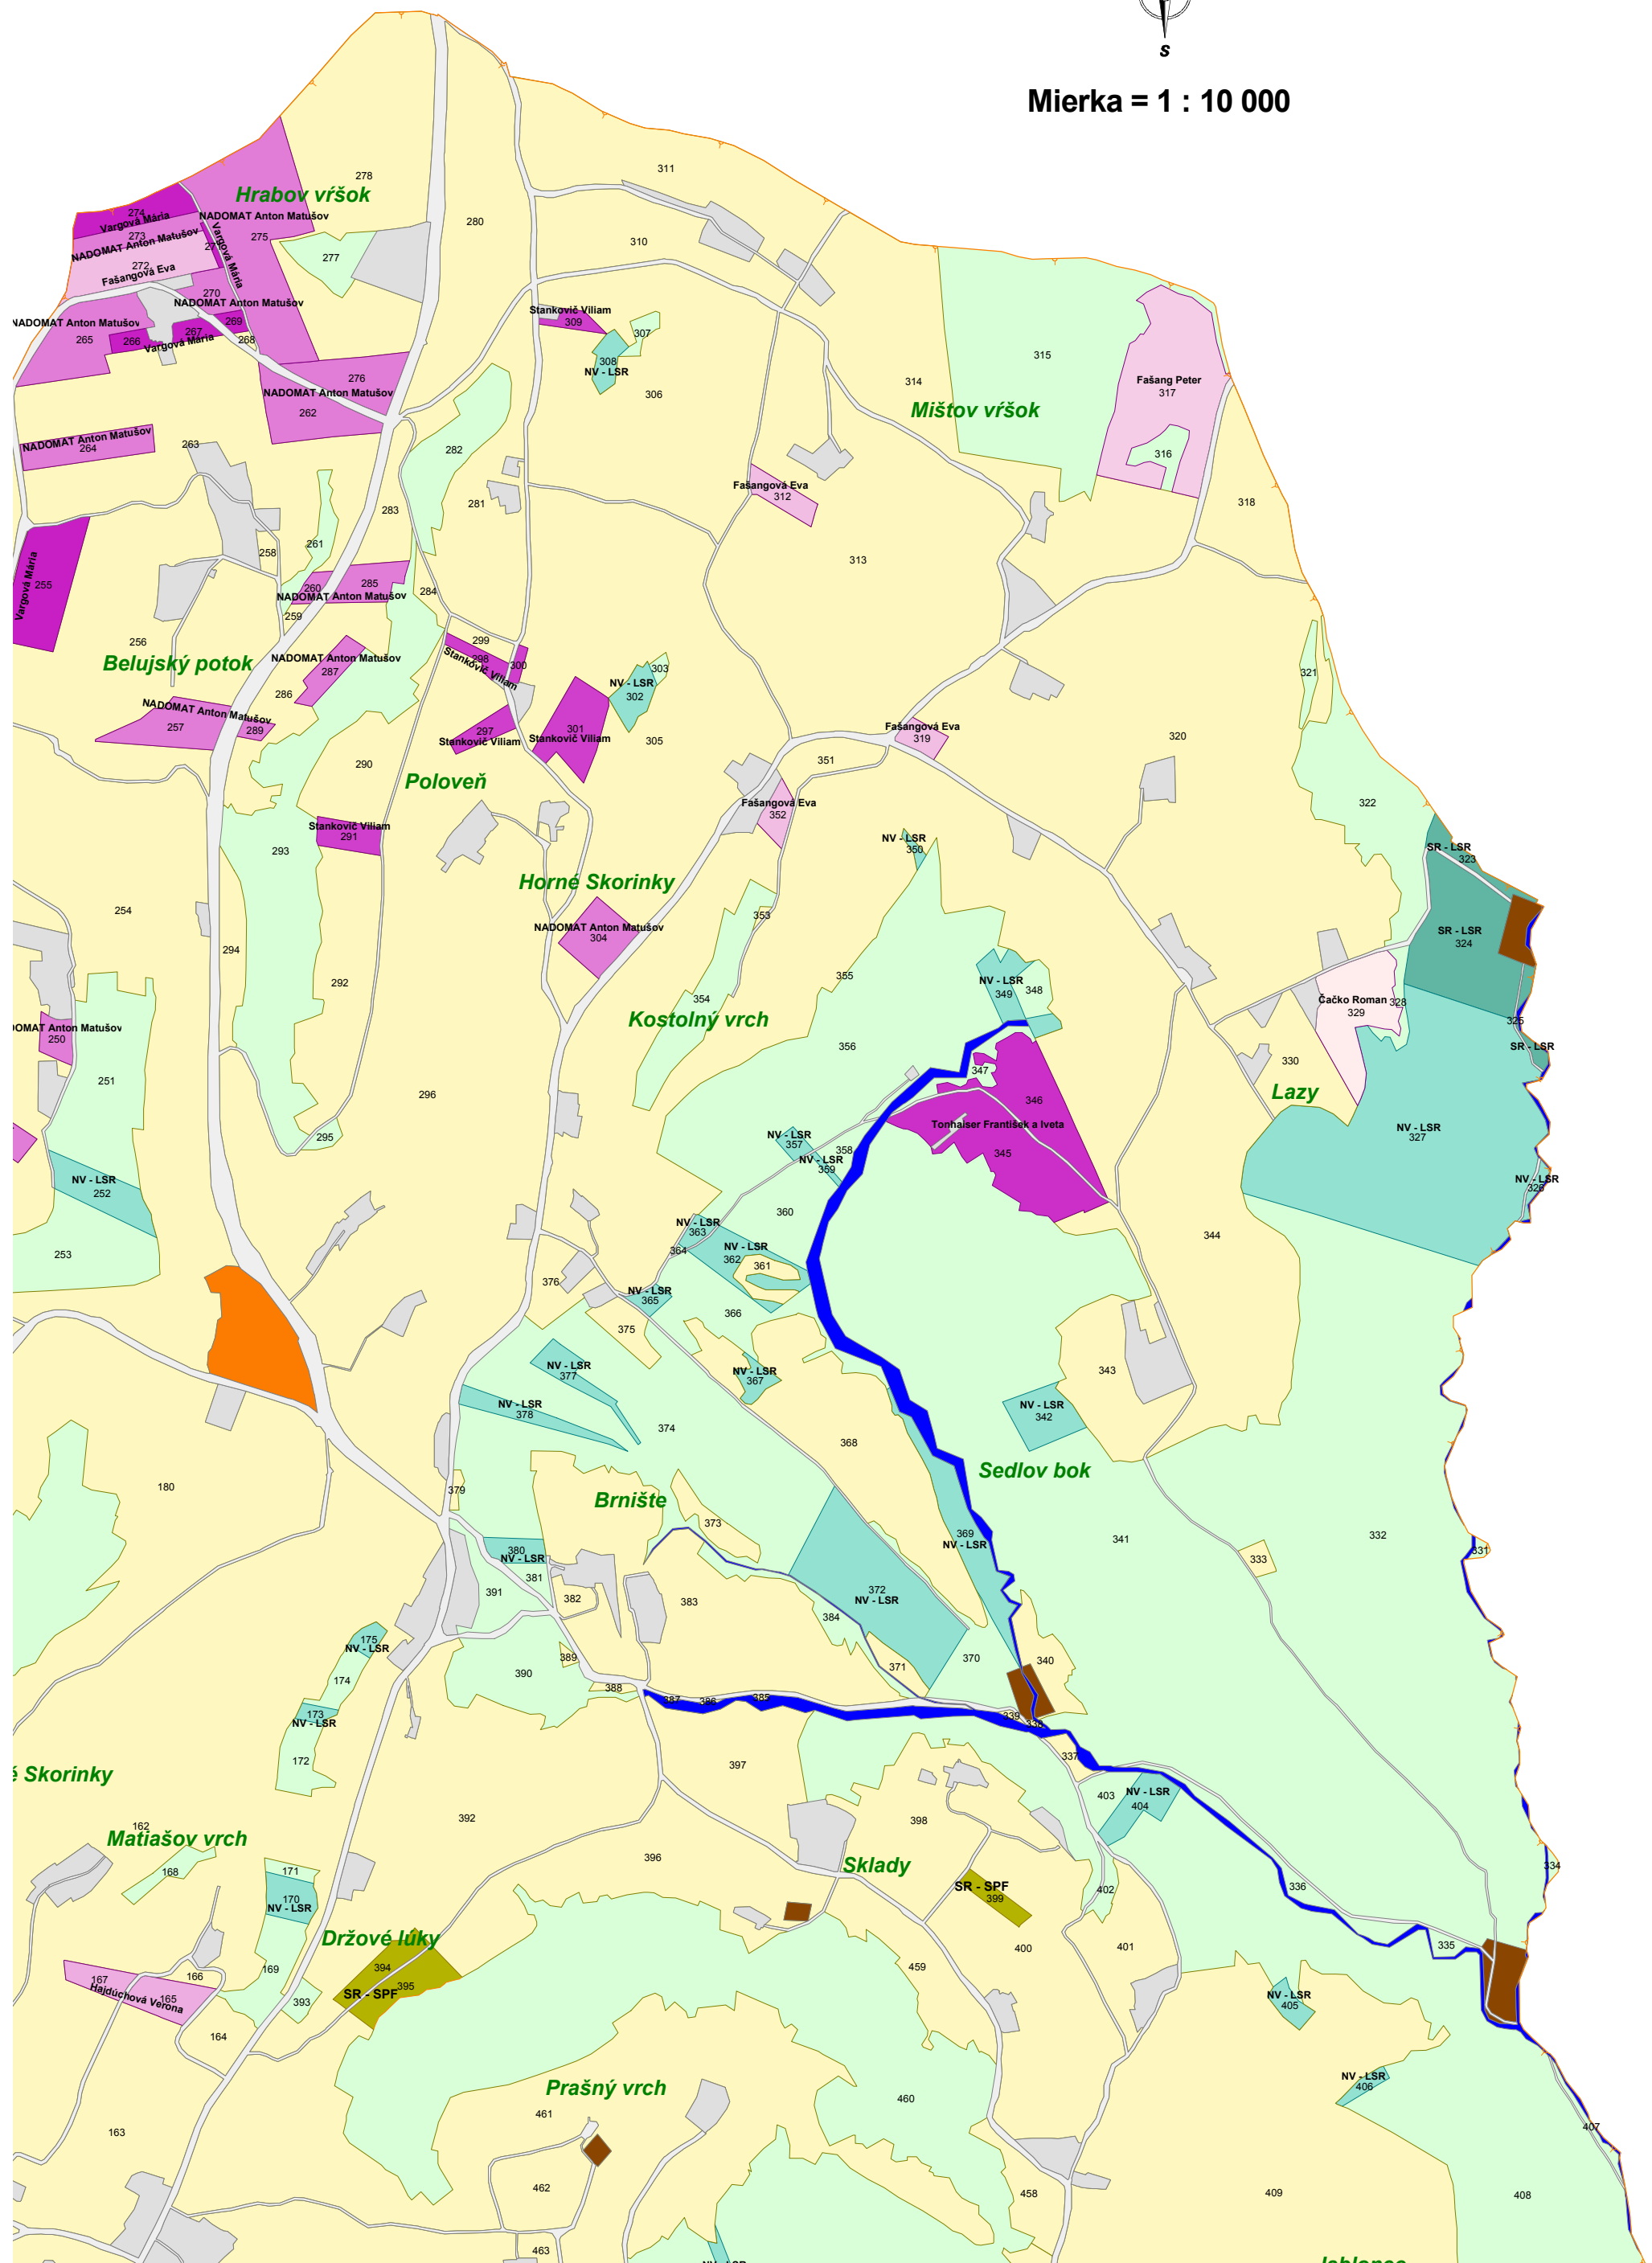 S
Mierka = 1 : 10 000
311
278
Hrabov vŕšok
274
Vargová Mária
NADOMAT Anton Matušov
280
273
NADOMAT Anton Matušov
271
Vargová Mária
275
310
277
272
Fašangová Eva
270
NADOMAT Anton Matušov
Stankovič Viliam
309
NADOMAT Anton Matušov
269
265
266
267
Vargová Mária
268
307
308
NV - LSR
315
276
NADOMAT Anton Matušov
262
306
314
Fašang Peter
317
Mišťov vŕšok
NADOMAT Anton Matušov
264
263
282
316
Fašangová Eva
312
281
283
318
261
258
313
Vargová Mária
255
260
285
NADOMAT Anton Matušov
284
259
256
Belujský potok
299
298
Stankovič Viliam
300
NADOMAT Anton Matušov
287
303
NV - LSR
302
321
286
NADOMAT Anton Matušov
257
289
297
Stankovič Viliam
301
Stankovič Viliam
305
Fašangová Eva
319
320
351
290
Poloveň
Fašangová Eva
352
322
Stankovič Viliam
291
293
NV - LSR
350
SR - LSR
323
Horné Skorinky
254
353
NADOMAT Anton Matušov
304
SR - LSR
324
294
292
355
NV - LSR
349
348
354
Kostolný vrch
Čačko Roman
328
329
325
OMAT Anton Matušov
250
356
SR - LSR
330
347
251
Lazy
296
346
Tonhaiser František a Iveta
345
NV - LSR
327
295
NV - LSR
357
358
NV - LSR
359
NV - LSR
252
NV - LSR
326
360
NV - LSR
363
364
NV - LSR
362
361
344
253
376
NV - LSR
365
366
375
NV - LSR
377
NV - LSR
367
343
NV - LSR
378
NV - LSR
342
374
368
Sedlov bok
180
379
Brnište
373
369
NV - LSR
341
332
331
333
380
NV - LSR
381
391
382
372
NV - LSR
383
384
175
NV - LSR
174
390
389
371
370
340
388
387
386
385
173
NV - LSR
339
338
172
337
397
é Skorinky
403
NV - LSR
404
392
398
162
Matiašov vrch
396
Sklady
168
171
334
170
NV - LSR
SR - SPF
399
402
336
Držové lúky
335
400
401
394
SR - SPF
395
459
169
166
167
165
Hajdúchová Verona
393
NV - LSR
405
164
NV - LSR
406
Prašný vrch
461
460
163
407
462
458
409
408
463